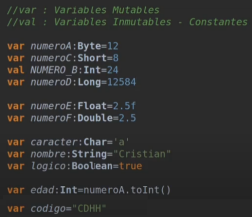 //var : Variables Mutables
//val : Variables Inmutables - Constantes
var numeroA:Byte=12
var numeroC:Short=8
val NUMERO_B:Int=24
var numeroD:Long=12584
var numeroE:Float=2.5f
var numeroF:Double=2.5
var caracter:Char='a'
var nombre:String="Cristian"
var logico:Boolean=true
var edad:Int=numeroA.toInt()
var codigo="CDHH"